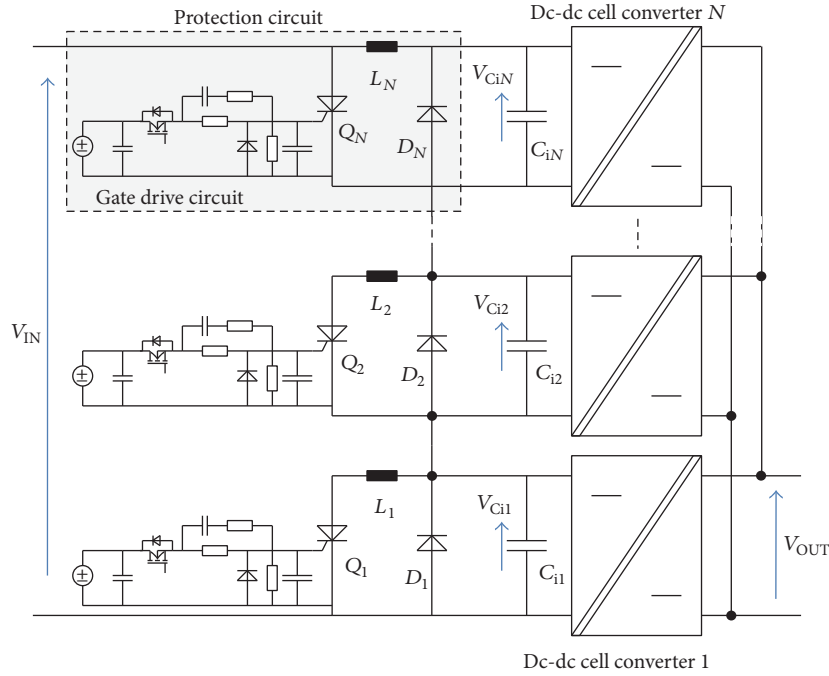 Protection circuit
Dc-dc cell converter N
L_N
V_CiN
Q_N
D_N
C_iN
Gate drive circuit
V_IN
L_2
V_Ci2
Q_2
D_2
C_i2
L_1
V_Ci1
Q_1
D_1
C_i1
V_OUT
Dc-dc cell converter 1